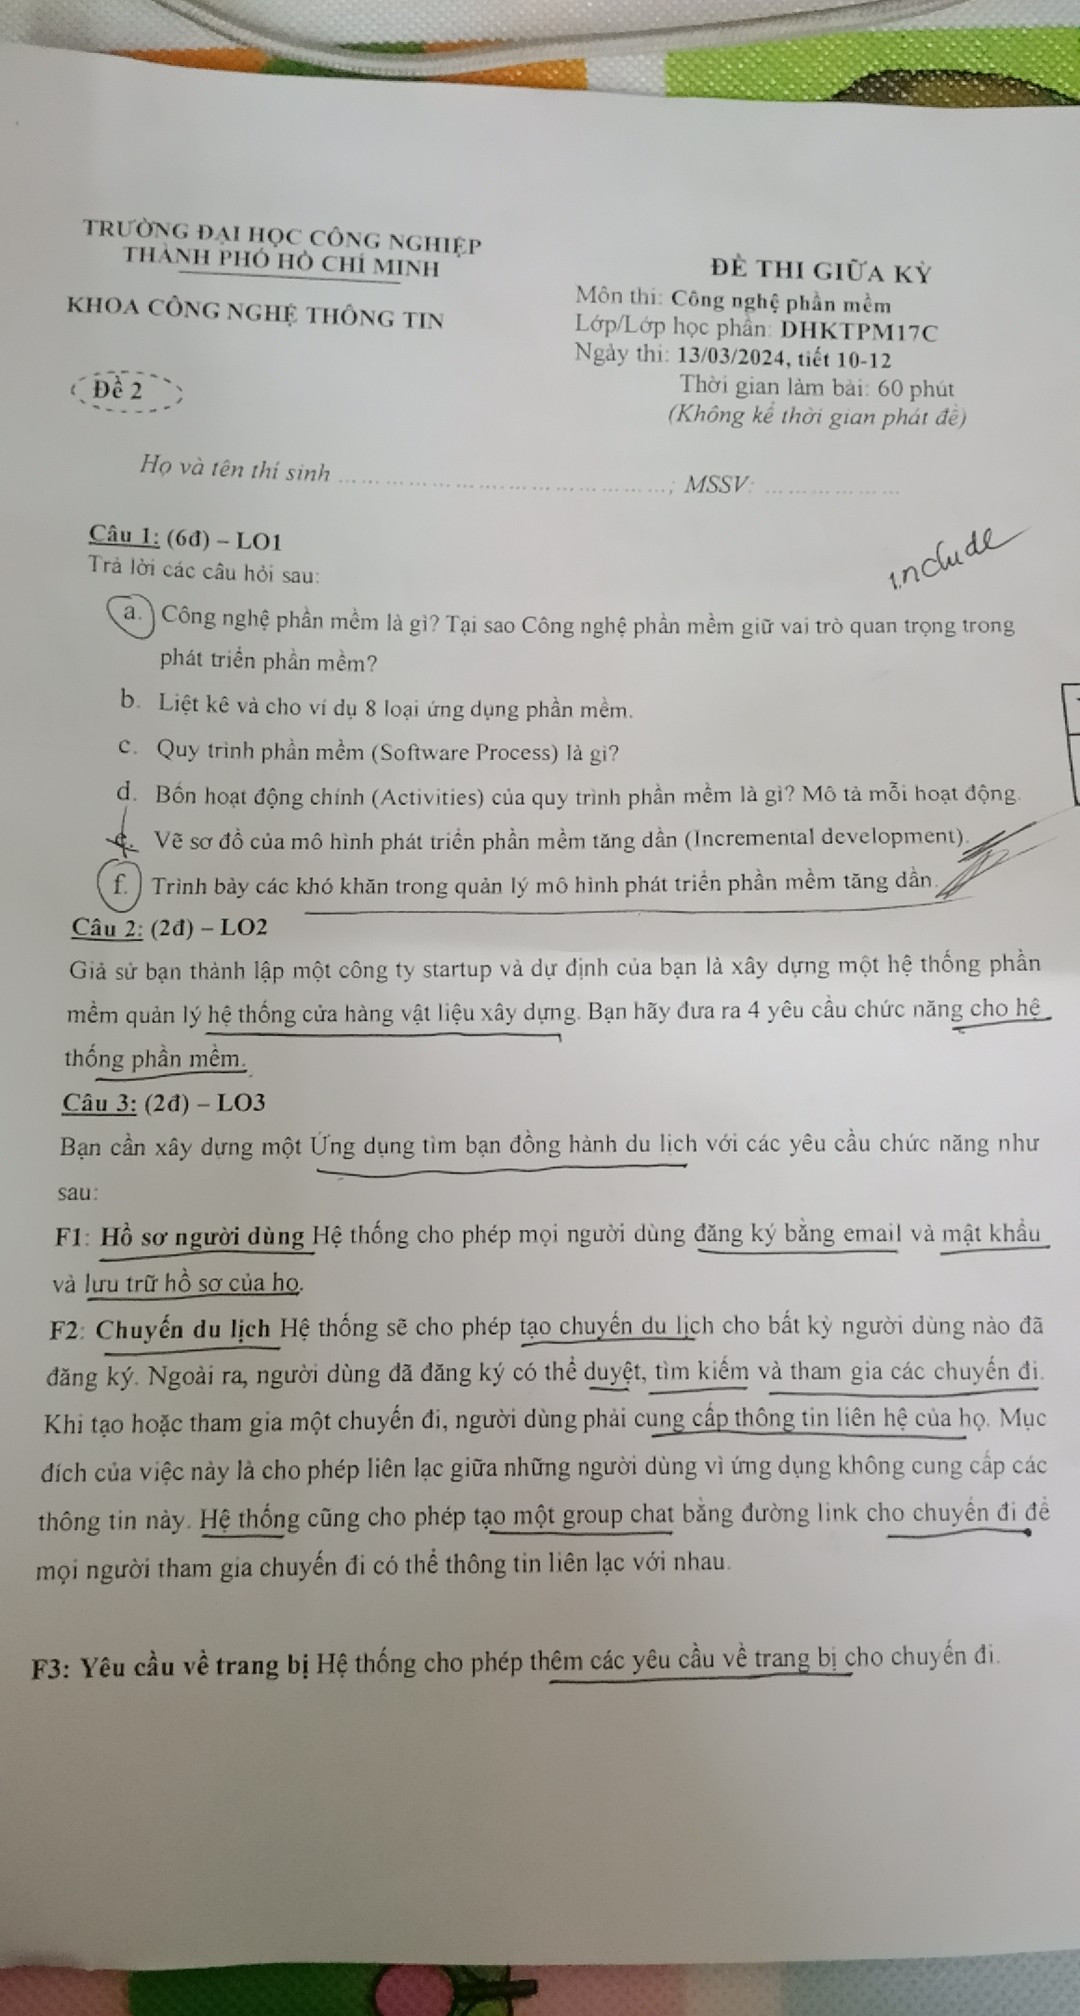 TRƯỜNG ĐẠI HỌC CÔNG NGHIỆP
THÀNH PHỐ HỒ CHÍ MINH
KHOA CÔNG NGHỆ THÔNG TIN
Đề 2
ĐỀ THI GIỮA KỲ
Môn thi: Công nghệ phần mềm
Lớp/Lớp học phần: DHKTPM17C
Ngày thi: 13/03/2024, tiết 10-12
Thời gian làm bài: 60 phút
(Không kể thời gian phát đề)
Họ và tên thí sinh ..............................; MSSV: ..............
Câu 1: (6đ) – LO1
include
Trả lời các câu hỏi sau:
a. Công nghệ phần mềm là gì? Tại sao Công nghệ phần mềm giữ vai trò quan trọng trong
phát triển phần mềm?
b. Liệt kê và cho ví dụ 8 loại ứng dụng phần mềm.
c. Quy trình phần mềm (Software Process) là gì?
d. Bốn hoạt động chính (Activities) của quy trình phần mềm là gì? Mô tả mỗi hoạt động.
e. Vẽ sơ đồ của mô hình phát triển phần mềm tăng dần (Incremental development).
f. Trình bày các khó khăn trong quản lý mô hình phát triển phần mềm tăng dần.
Câu 2: (2đ) – LO2
Giả sử bạn thành lập một công ty startup và dự định của bạn là xây dựng một hệ thống phần
mềm quản lý hệ thống cửa hàng vật liệu xây dựng. Bạn hãy đưa ra 4 yêu cầu chức năng cho hệ
thống phần mềm.
Câu 3: (2đ) – LO3
Bạn cần xây dựng một Ứng dụng tìm bạn đồng hành du lịch với các yêu cầu chức năng như
sau:
F1: Hồ sơ người dùng Hệ thống cho phép mọi người dùng đăng ký bằng email và mật khẩu
và lưu trữ hồ sơ của họ.
F2: Chuyến du lịch Hệ thống sẽ cho phép tạo chuyến du lịch cho bất kỳ người dùng nào đã
đăng ký. Ngoài ra, người dùng đã đăng ký có thể duyệt, tìm kiếm và tham gia các chuyến đi.
Khi tạo hoặc tham gia một chuyến đi, người dùng phải cung cấp thông tin liên hệ của họ. Mục
đích của việc này là cho phép liên lạc giữa những người dùng vì ứng dụng không cung cấp các
thông tin này. Hệ thống cũng cho phép tạo một group chat bằng đường link cho chuyến đi để
mọi người tham gia chuyến đi có thể thông tin liên lạc với nhau.
F3: Yêu cầu về trang bị Hệ thống cho phép thêm các yêu cầu về trang bị cho chuyến đi.